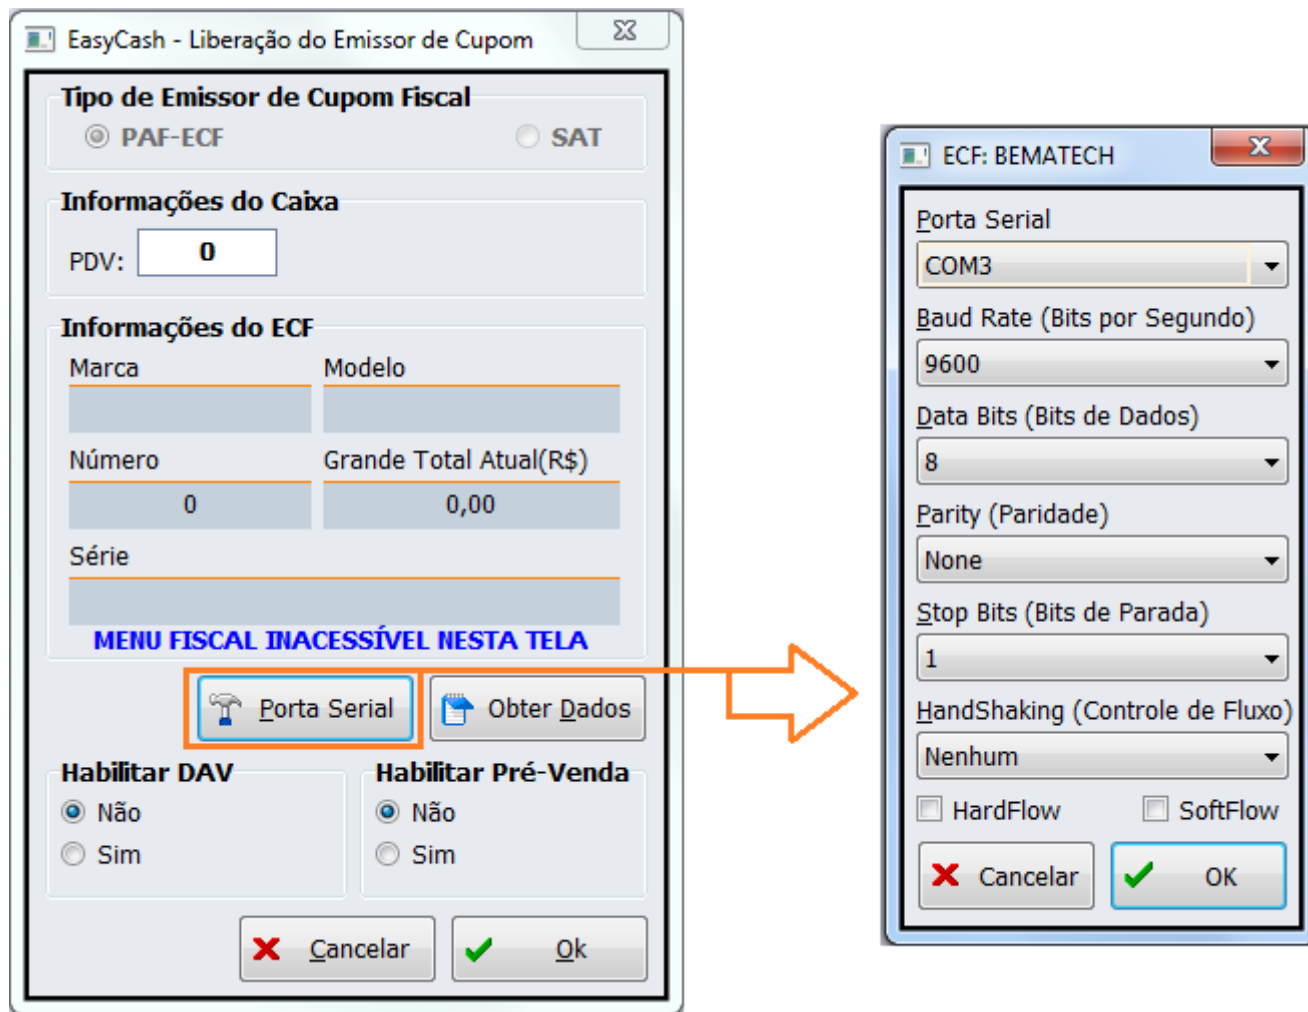 EasyCash - Liberação do Emissor de Cupom
Tipo de Emissor de Cupom Fiscal
PAF-ECF SAT
Informações do Caixa
PDV: 0
Informações do ECF
Marca Modelo
Número Grande Total Atual(R$)
0 0,00
Série
MENU FISCAL INACESSÍVEL NESTA TELA
Porta Serial Obter Dados
Habilitar DAV Habilitar Pré-Venda
Não Não
Sim Sim
Cancelar Ok
ECF: BEMATECH
Porta Serial
COM3
Baud Rate (Bits por Segundo)
9600
Data Bits (Bits de Dados)
8
Parity (Paridade)
None
Stop Bits (Bits de Parada)
1
HandShaking (Controle de Fluxo)
Nenhum
HardFlow SoftFlow
Cancelar OK